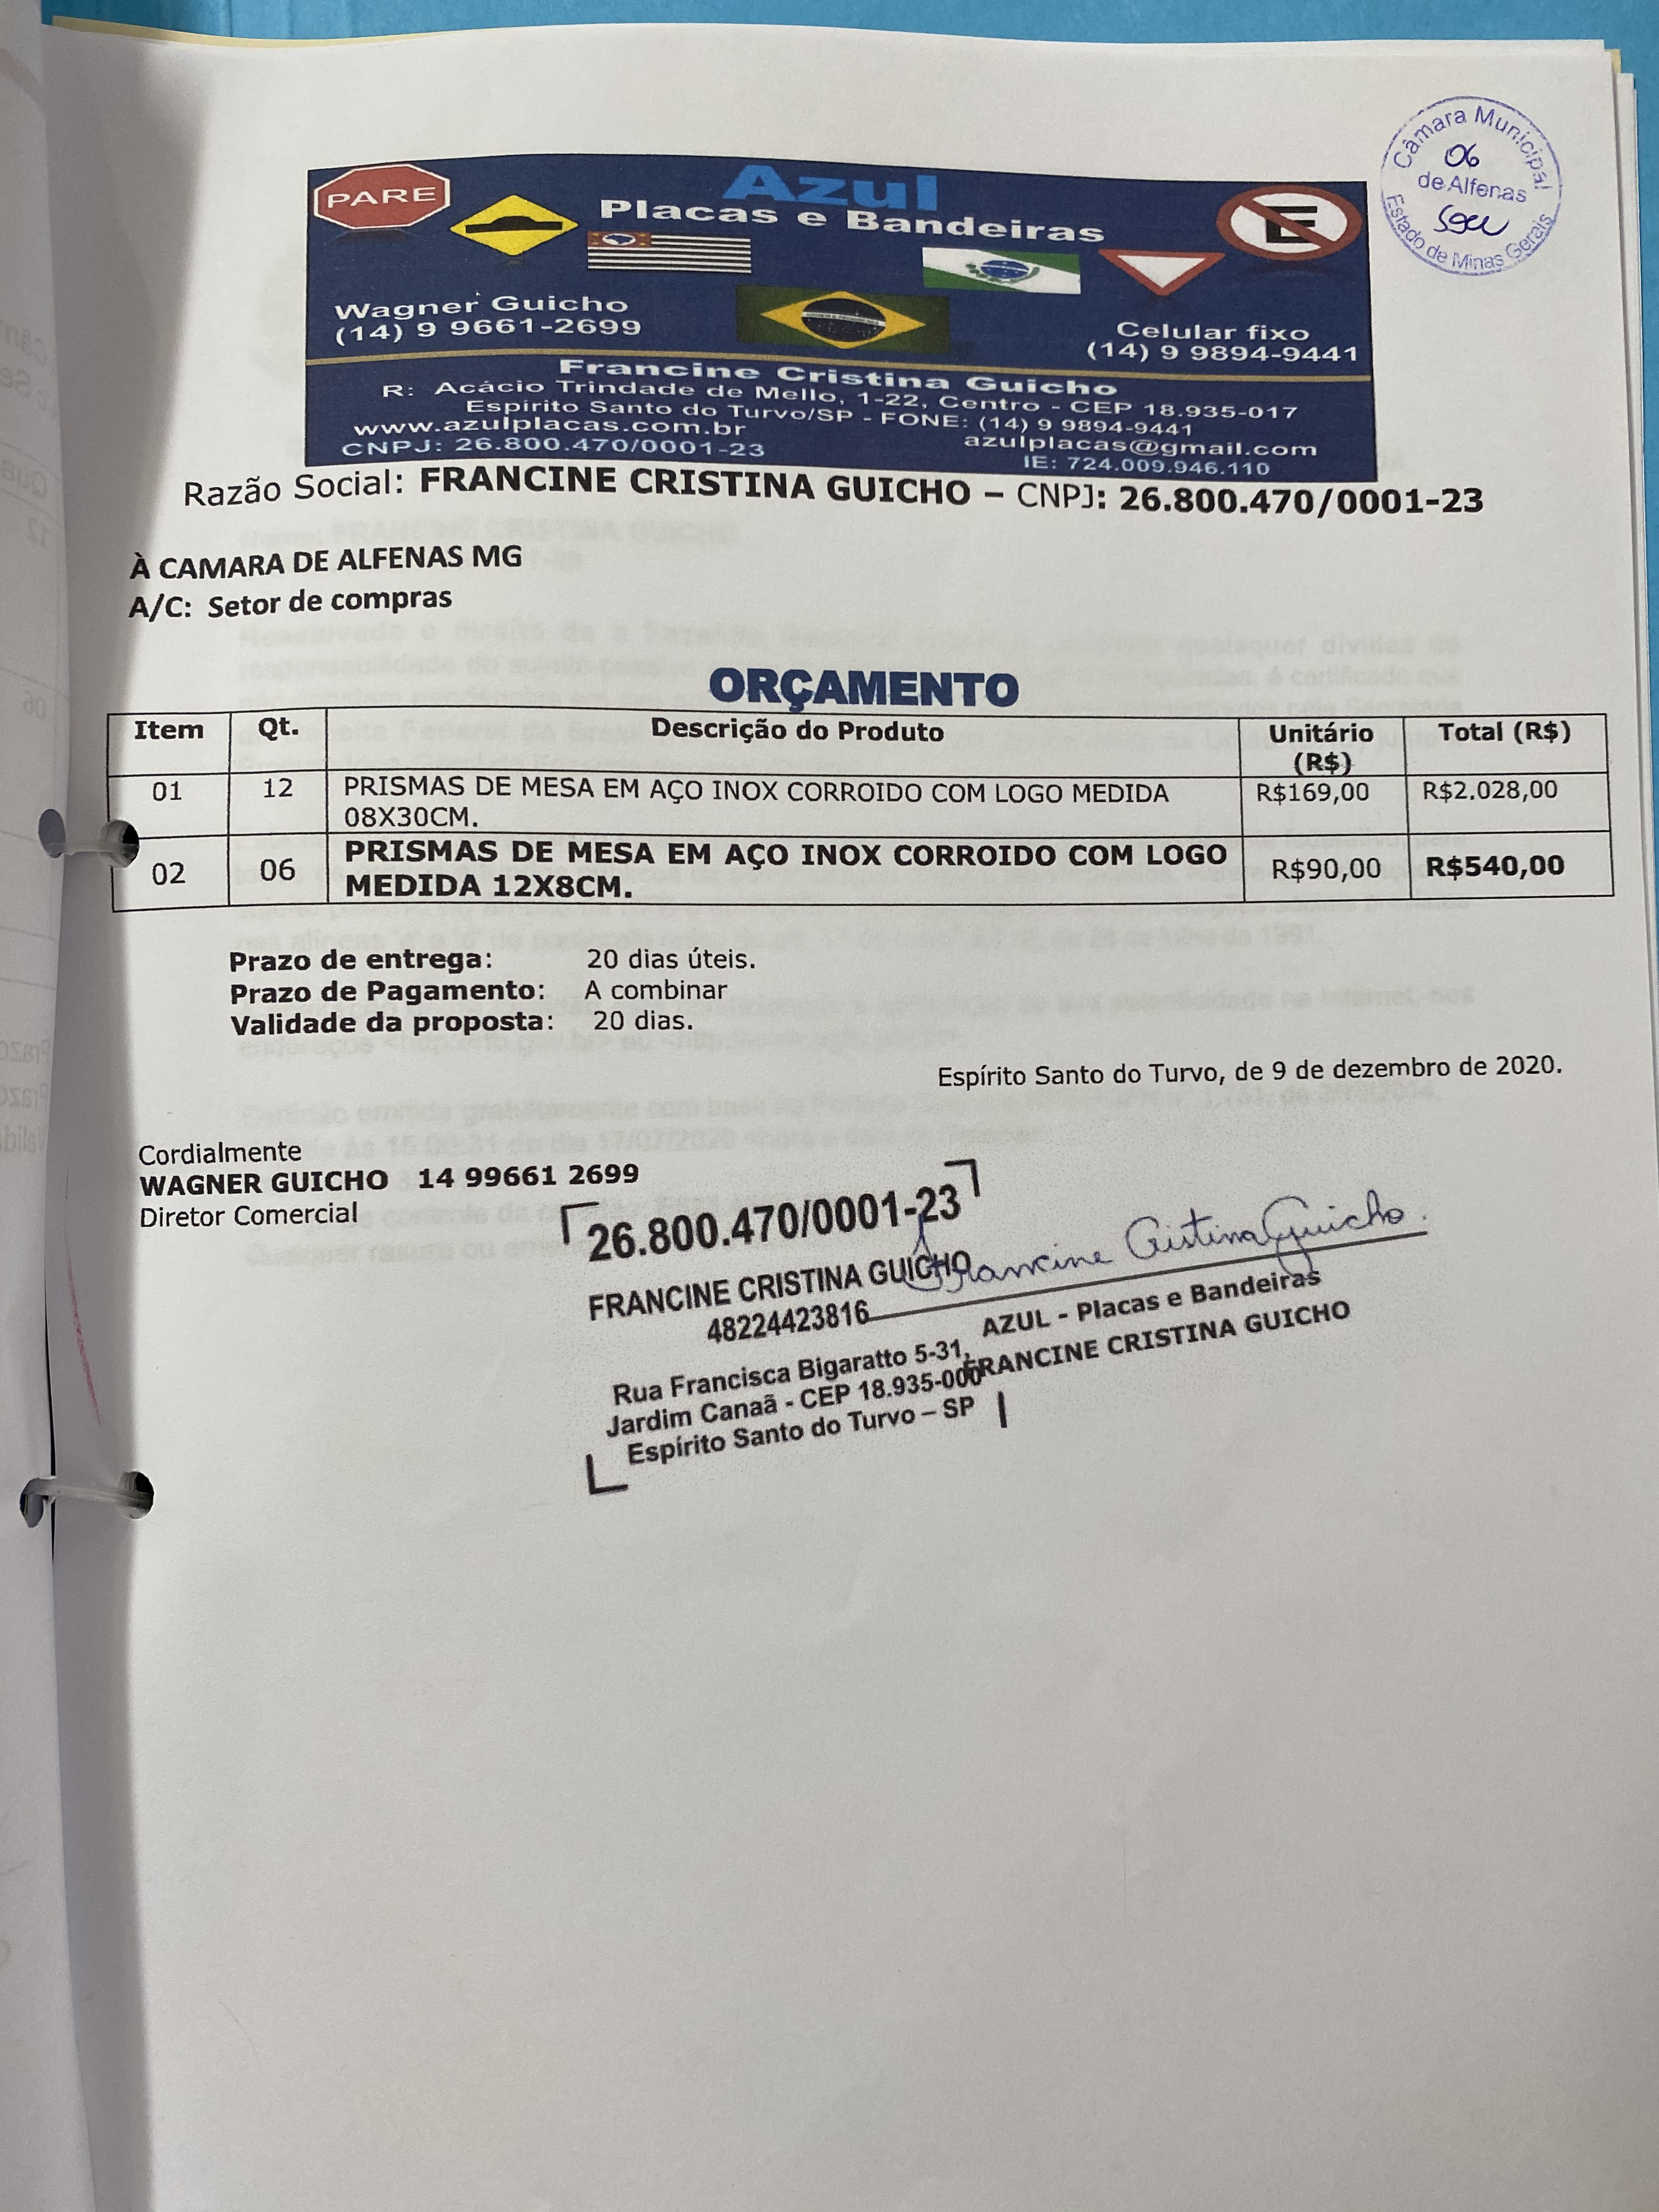 Câmara Municipal
06
de Alfenas
Estado de Minas Gerais
PARE
Azul
Placas e Bandeiras
E
Wagner Guicho
(14) 9 9661-2699
Celular fixo
(14) 9 9894-9441
Francine Cristina Guicho
R: Acácio Trindade de Mello, 1-22, Centro - CEP 18.935-017
Espírito Santo do Turvo/SP - FONE: (14) 9 9894-9441
www.azulplacas.com.br azulplacas@gmail.com
CNPJ: 26.800.470/0001-23 IE: 724.009.946.110
Razão Social: FRANCINE CRISTINA GUICHO – CNPJ: 26.800.470/0001-23
À CAMARA DE ALFENAS MG
A/C: Setor de compras
ORÇAMENTO
Item Qt. Descrição do Produto Unitário (R$) Total (R$)
01 12 PRISMAS DE MESA EM AÇO INOX CORROIDO COM LOGO MEDIDA R$169,00 R$2.028,00
08X30CM.
02 06 PRISMAS DE MESA EM AÇO INOX CORROIDO COM LOGO R$90,00 R$540,00
MEDIDA 12X8CM.
Prazo de entrega: 20 dias úteis.
Prazo de Pagamento: A combinar
Validade da proposta: 20 dias.
Espírito Santo do Turvo, de 9 de dezembro de 2020.
Cordialmente
WAGNER GUICHO 14 99661 2699
Diretor Comercial
26.800.470/0001-23
FRANCINE CRISTINA GUICHO
48224423816
Rua Francisca Bigaratto 5-31,
Jardim Canaã - CEP 18.935-000
Espírito Santo do Turvo – SP
Francine Cristina Guicho.
AZUL - Placas e Bandeiras
FRANCINE CRISTINA GUICHO